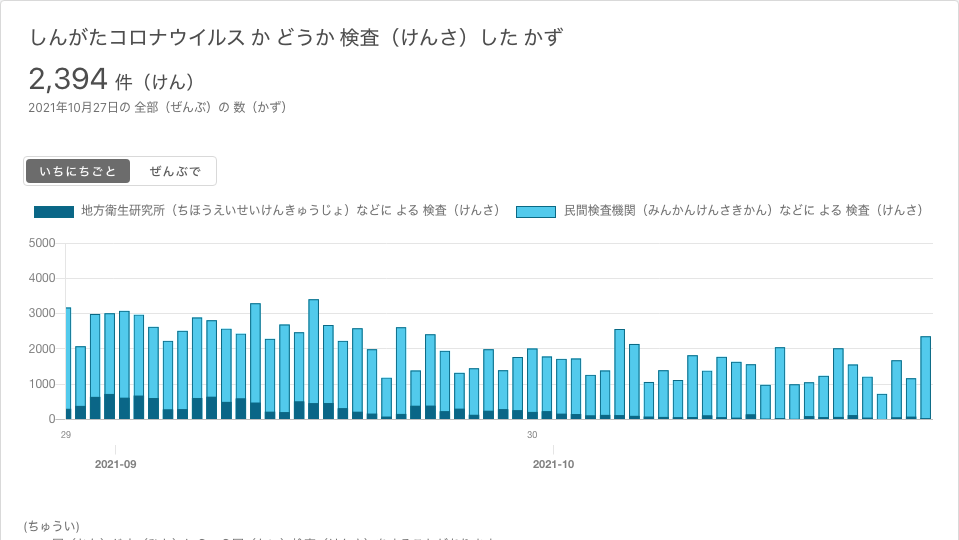 しんがたコロナウイルス か どうか 検査（けんさ）した かず
2,394 件（けん）
2021年10月27日の 全部（ぜんぶ）の 数（かず）
いちにちごと ぜんぶで
地方衛生研究所（ちほうえいせいけんきゅうじょ）などに よる 検査（けんさ） 民間検査機関（みんかんけんさきかん）などに よる 検査（けんさ）
5000
4000
3000
2000
1000
0
29 30
2021-09 2021-10
(ちゅうい)